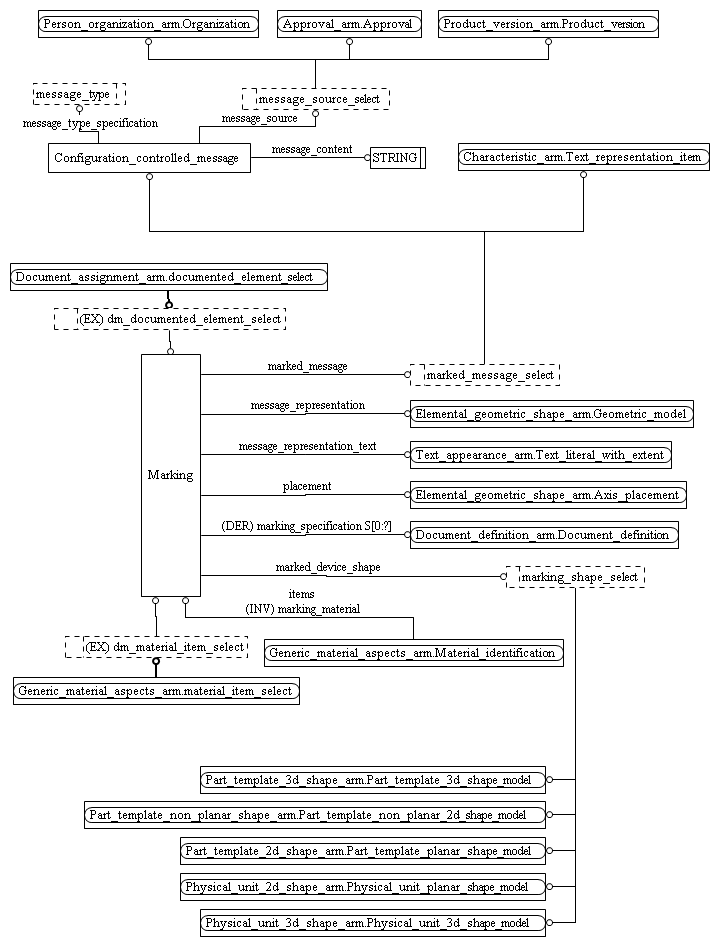 Person_organization_arm.Organization
Approval_arm.Approval
Product_version_arm.Product_version
message_type
message_source_select
message_type_specification
message_source
Configuration_controlled_message
message_content
STRING
Characteristic_arm.Text_representation_item
Document_assignment_arm.documented_element_select
(EX) dm_documented_element_select
Marking
marked_message
marked_message_select
message_representation
Elemental_geometric_shape_arm.Geometric_model
message_representation_text
Text_appearance_arm.Text_literal_with_extent
placement
Elemental_geometric_shape_arm.Axis_placement
(DER) marking_specification S[0:?]
Document_definition_arm.Document_definition
marked_device_shape
marking_shape_select
items
(INV) marking_material
(EX) dm_material_item_select
Generic_material_aspects_arm.Material_identification
Generic_material_aspects_arm.material_item_select
Part_template_3d_shape_arm.Part_template_3d_shape_model
Part_template_non_planar_shape_arm.Part_template_non_planar_2d_shape_model
Part_template_2d_shape_arm.Part_template_planar_shape_model
Physical_unit_2d_shape_arm.Physical_unit_planar_shape_model
Physical_unit_3d_shape_arm.Physical_unit_3d_shape_model